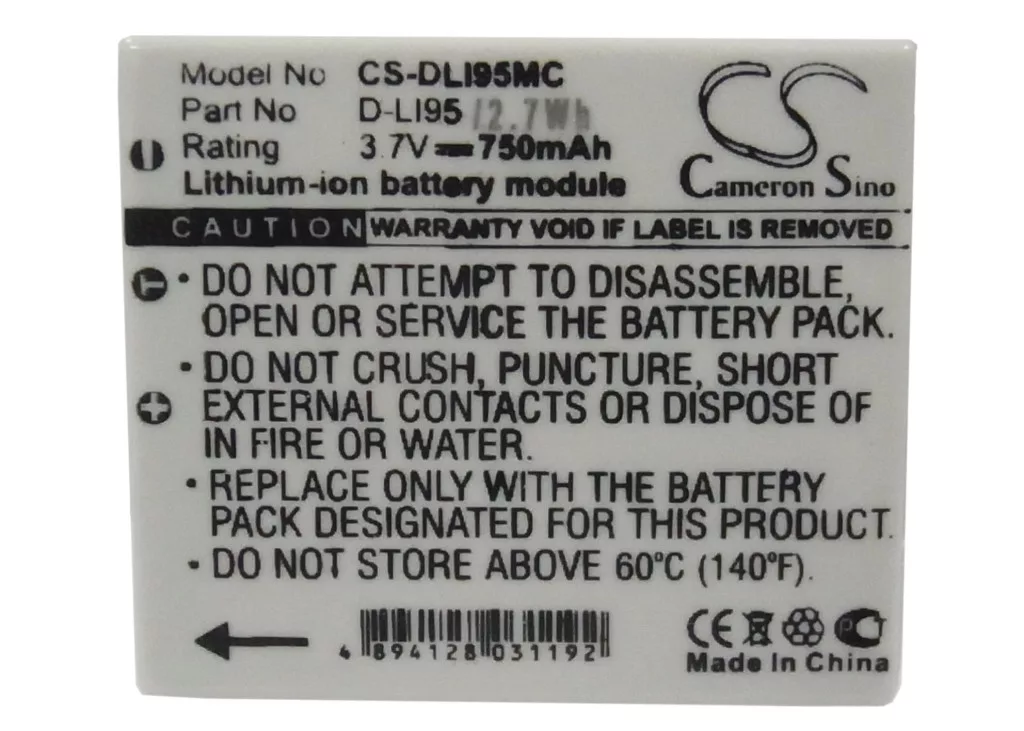 Model No CS-DLI95MC
Part No D-LI95 /2.7Wh
Rating 3.7V 750mAh
Lithium-ion battery module
CS
Cameron Sino
CAUTION WARRANTY VOID IF LABEL IS REMOVED
• DO NOT ATTEMPT TO DISASSEMBLE,
OPEN OR SERVICE THE BATTERY PACK.
• DO NOT CRUSH, PUNCTURE, SHORT
EXTERNAL CONTACTS OR DISPOSE OF
IN FIRE OR WATER.
• REPLACE ONLY WITH THE BATTERY
PACK DESIGNATED FOR THIS PRODUCT.
• DO NOT STORE ABOVE 60°C (140°F).
4 894128 031192
CE
Made In China